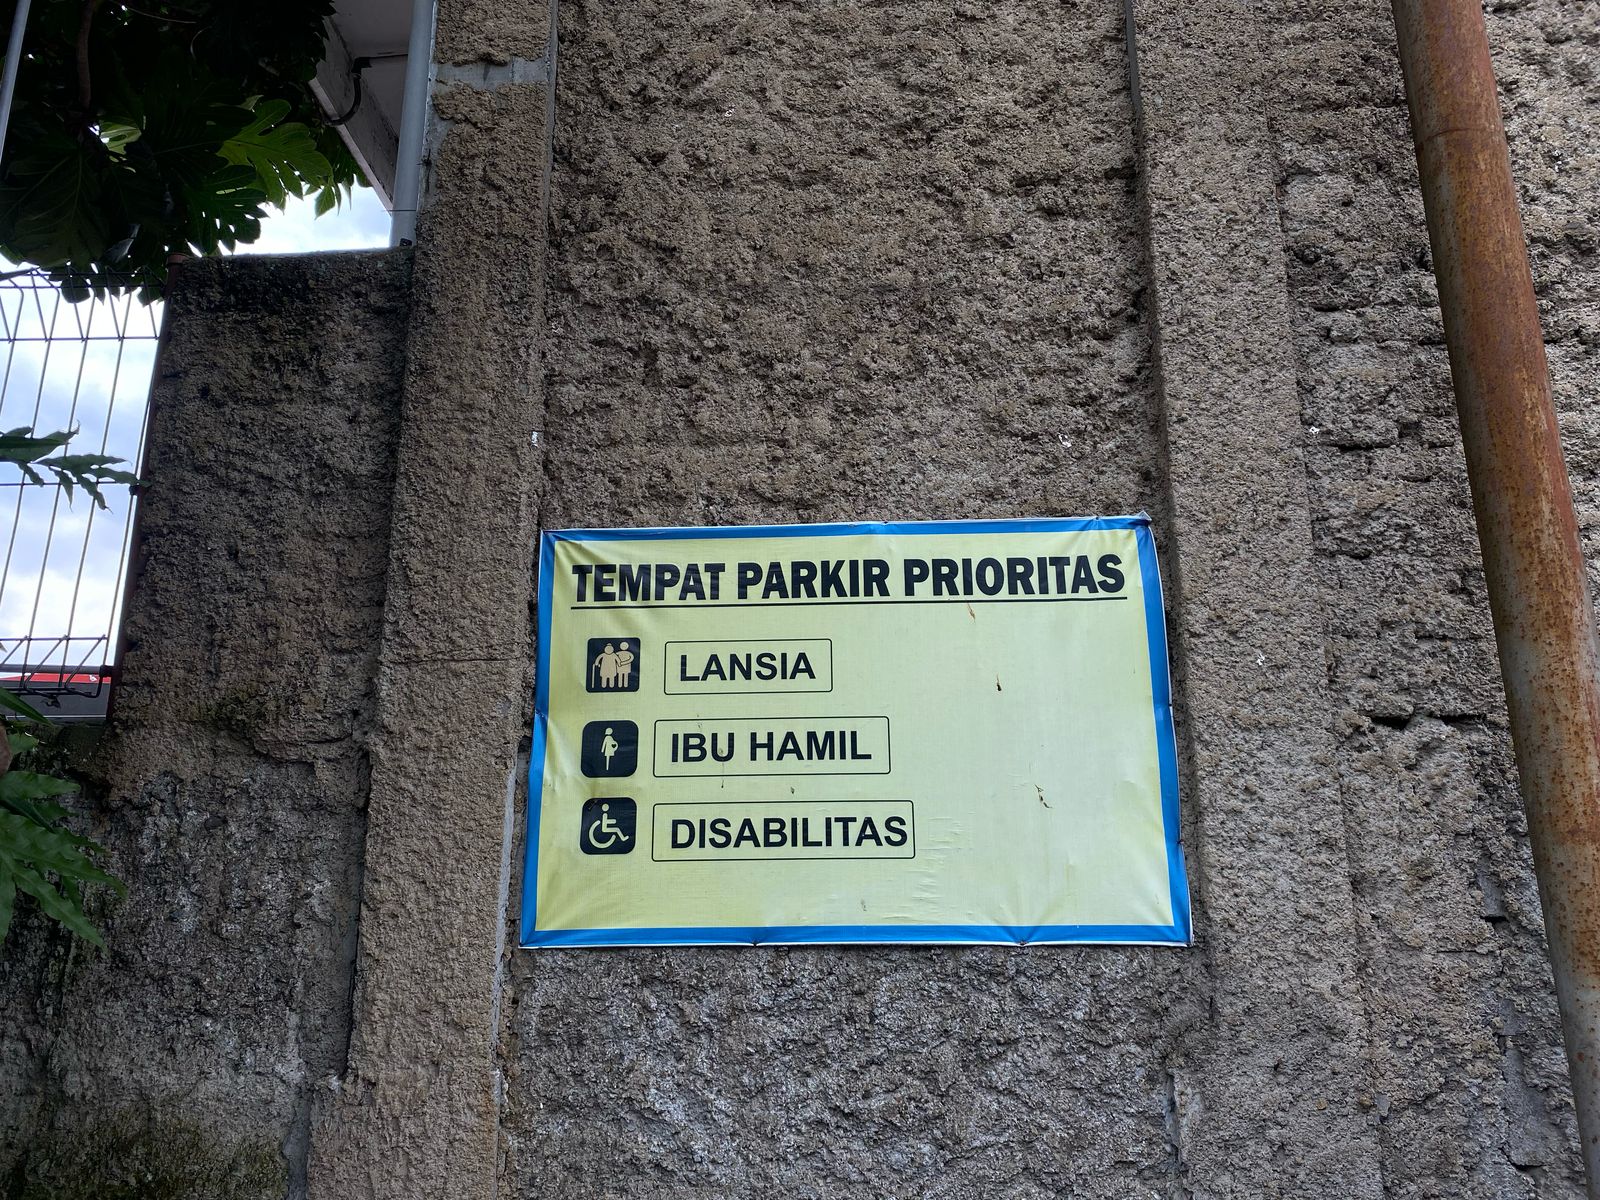 TEMPAT PARKIR PRIORITAS
LANSIA
IBU HAMIL
DISABILITAS